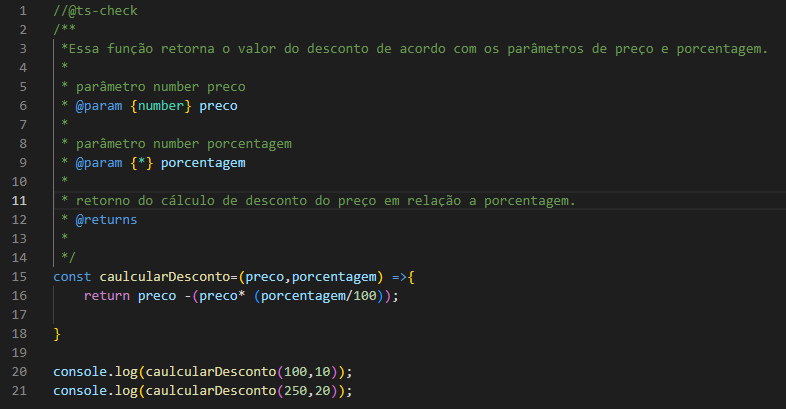 1 //@ts-check
2 /**
3 *Essa função retorna o valor do desconto de acordo com os parâmetros de preço e porcentagem.
4 *
5 * parâmetro number preco
6 * @param {number} preco
7 *
8 * parâmetro number porcentagem
9 * @param {*} porcentagem
10 *
11 * retorno do cálculo de desconto do preço em relação a porcentagem.
12 * @returns
13 *
14 */
15 const caulcularDesconto=(preco,porcentagem) =>{
16 return preco -(preco* (porcentagem/100));
17
18 }
19
20 console.log(caulcularDesconto(100,10));
21 console.log(caulcularDesconto(250,20));